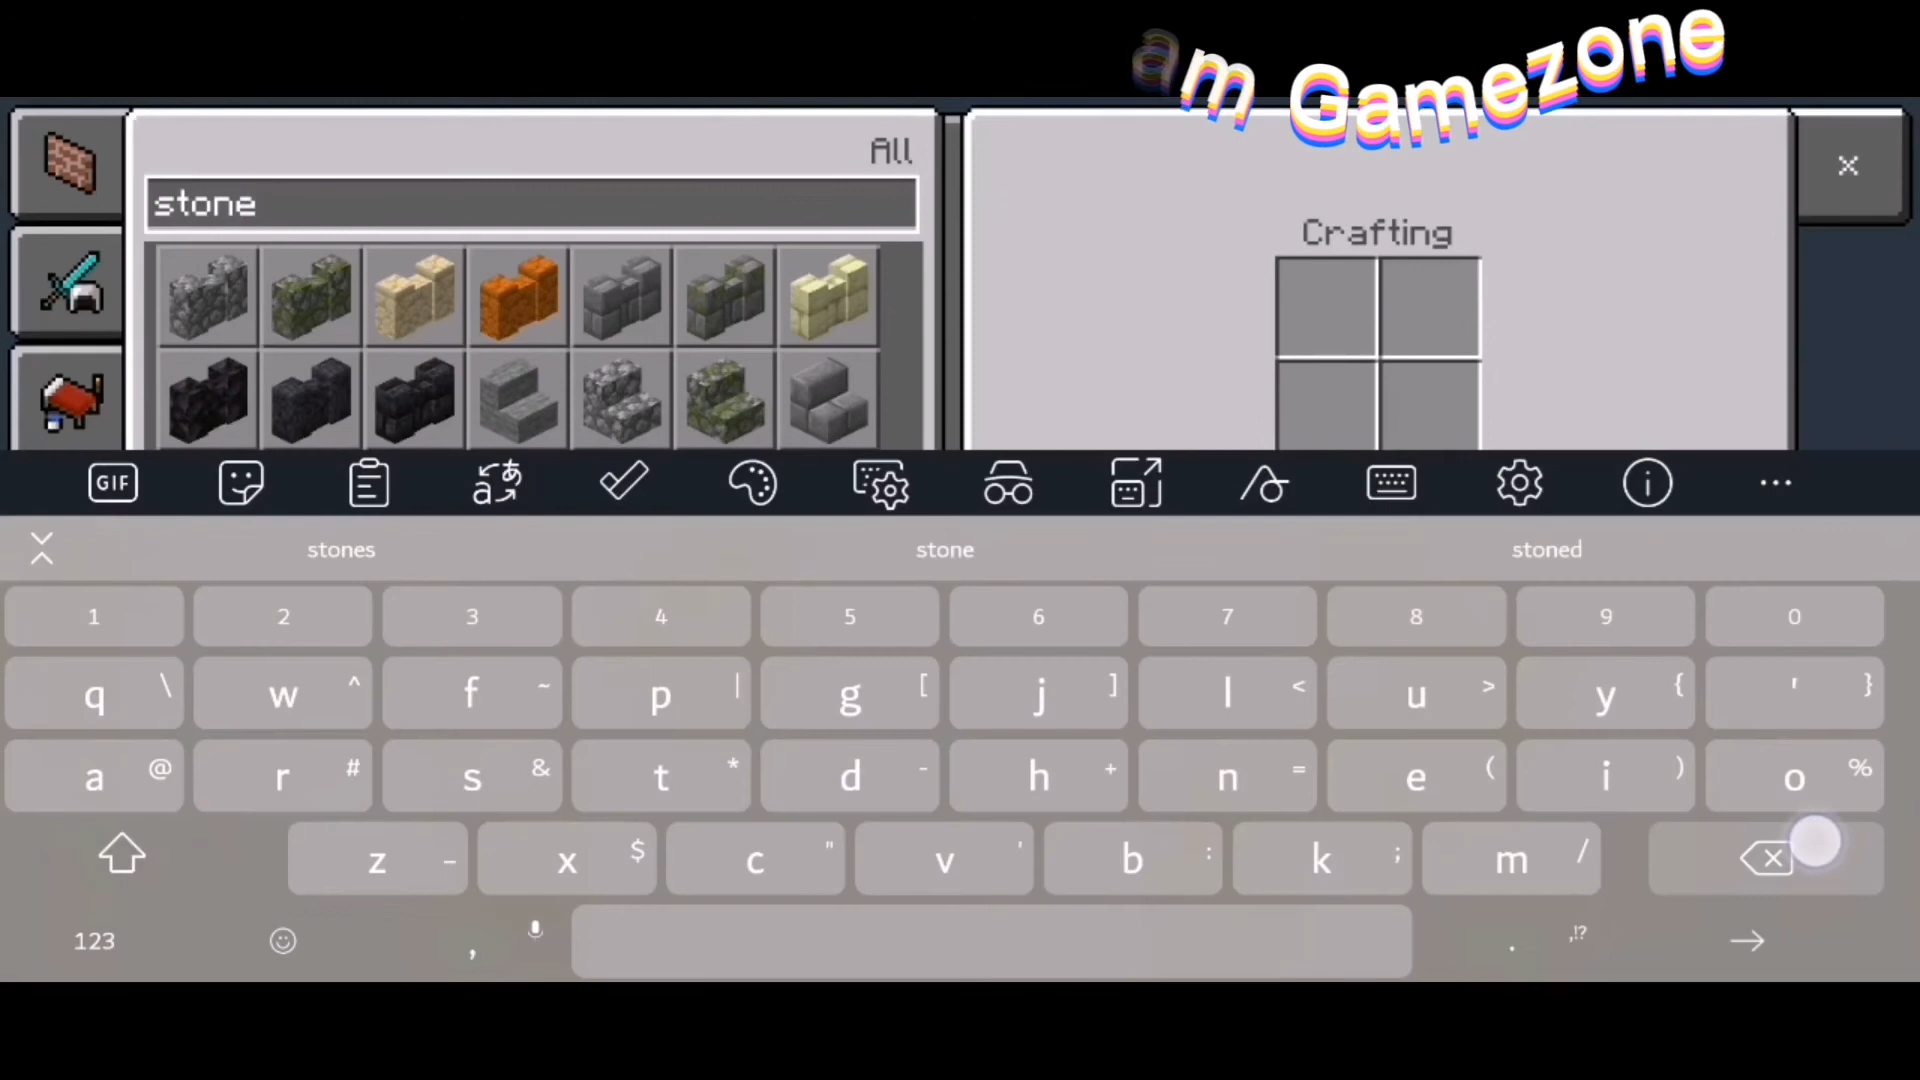 am Gamezone
All
stone
Crafting
GIF
stones stone stoned
1 2 3 4 5 6 7 8 9 0
q \ w ^ f ~ p | g [ j ] l < u > y { ' }
a @ r # s & t * d - h + n = e ( i ) o %
z _ x $ c " v ' b : k ; m /
123 , . ,!?